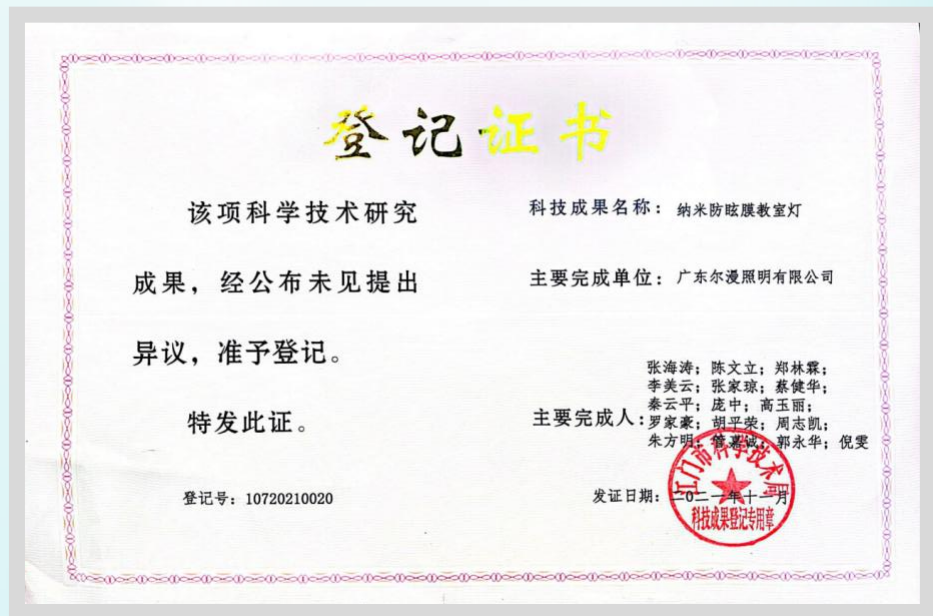 登记证书
该项科学技术研究
成果，经公布未见提出
异议，准予登记。
特发此证。
登记号：10720210020
科技成果名称：纳米防眩膜教室灯
主要完成单位：广东尔漫照明有限公司
主要完成人：
张海涛；陈文立；郑林霖；
李美云；张家琼；蔡健华；
秦云平；庞中；高玉丽；
罗家豪；胡平荣；周志凯；
朱方明；管嘉诚；郭永华；倪雯
发证日期：二〇二一年十一月
江门市科学技术局
科技成果登记专用章